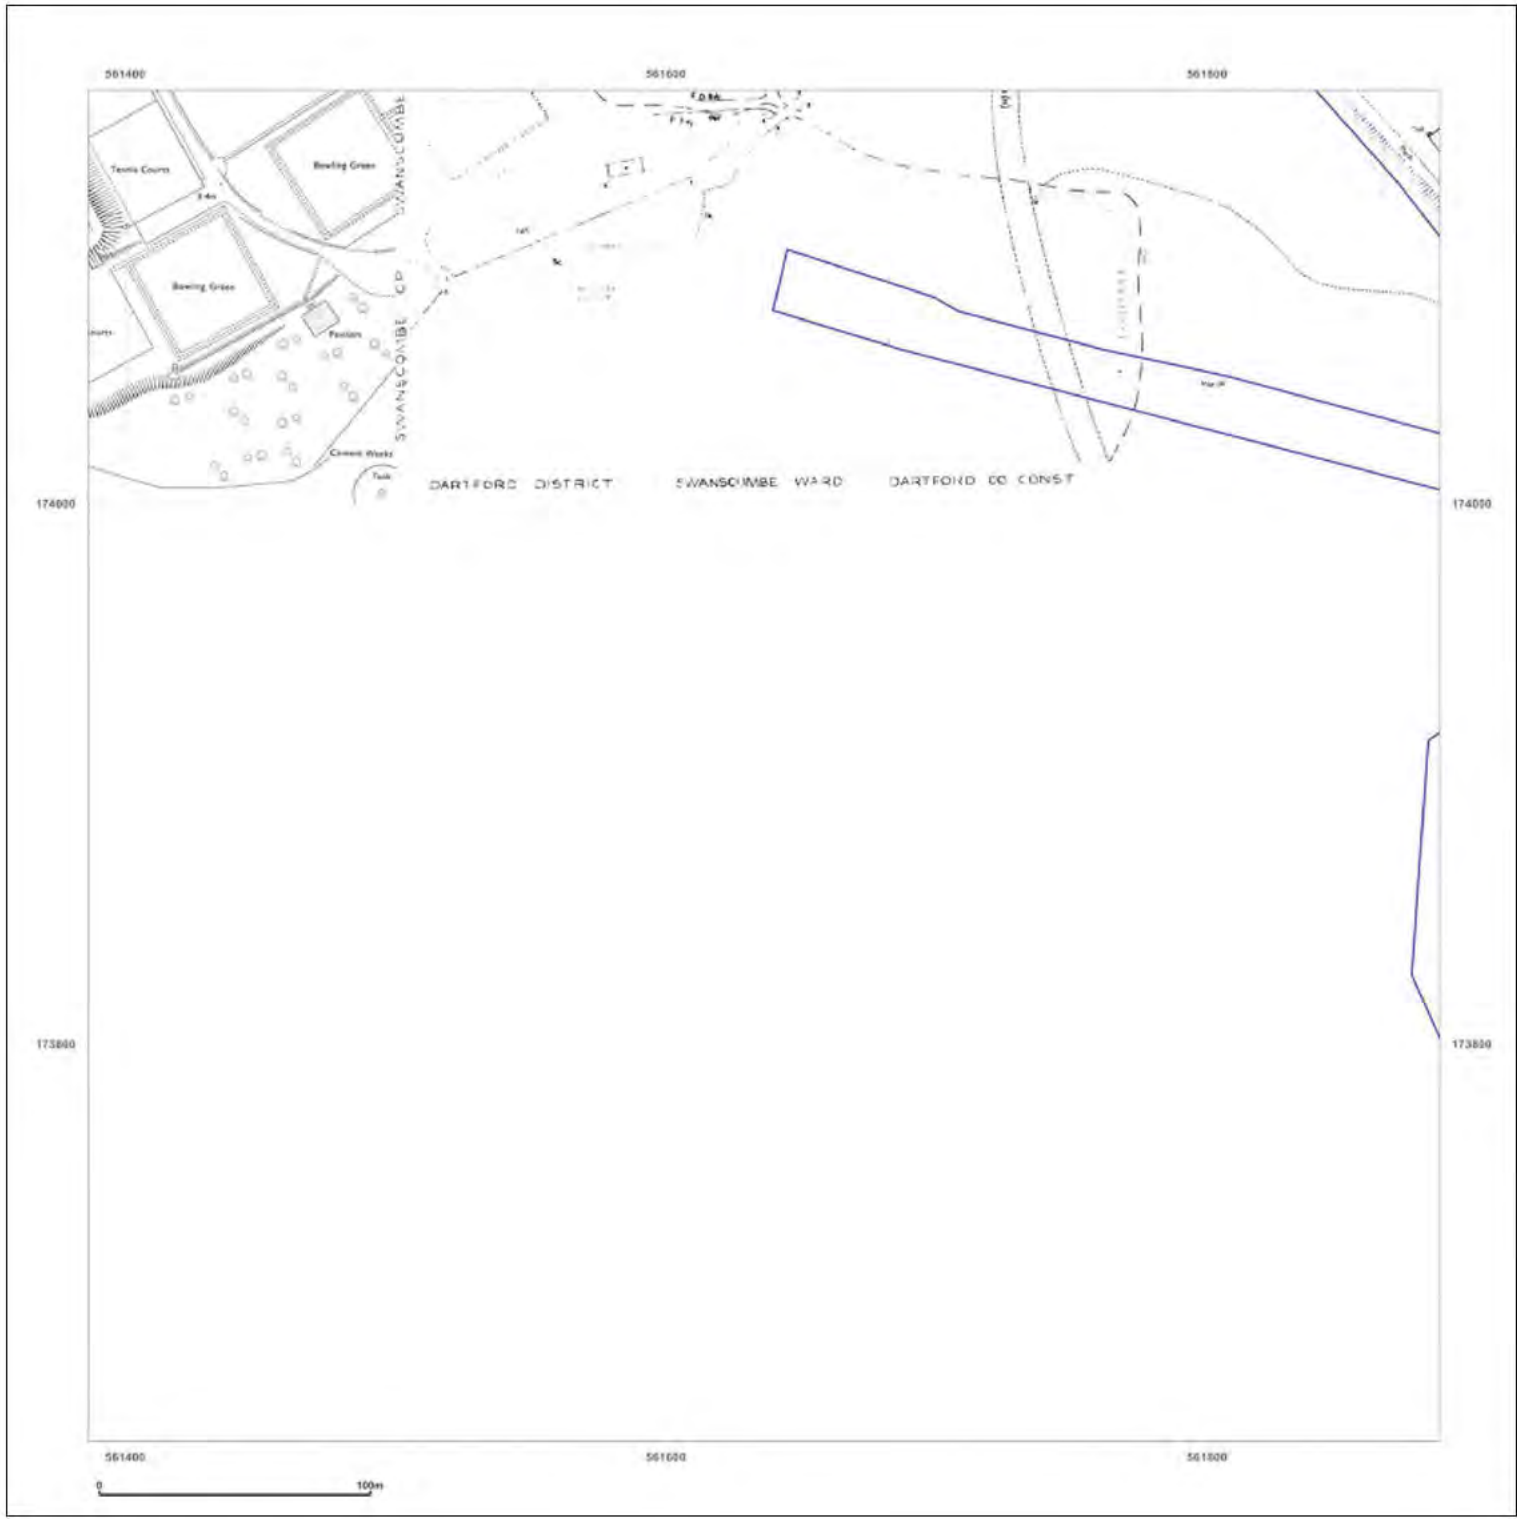 561400 561600 561800
Tennis Courts
Bowling Green
SWANSCOMBE
Bowling Green
SWANSCOMBE CP
Pavilion
Cement Works
Tank
DARTFORD DISTRICT SWANSCOMBE WARD DARTFORD CO CONST
174000 174000
173800 173800
561400 561600 561800
0 100m